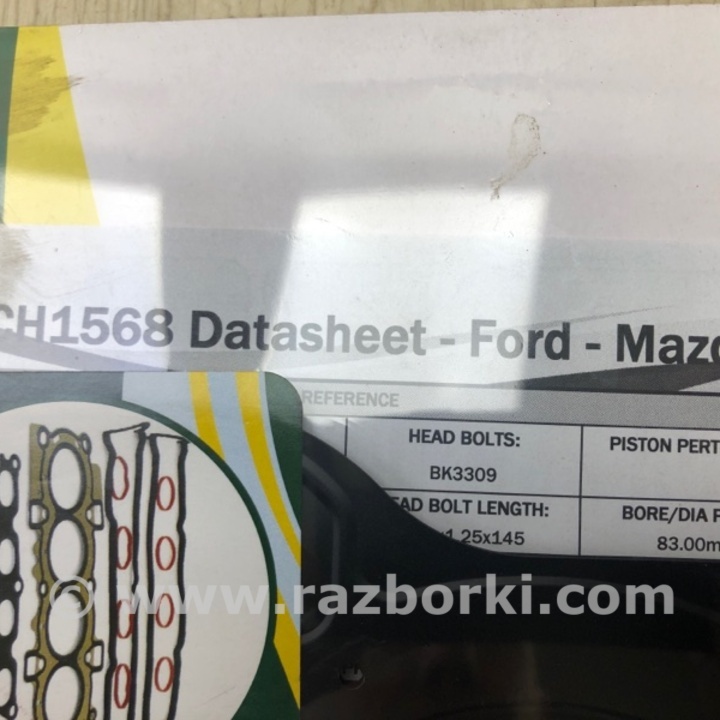 CH1568 Datasheet - Ford - Mazd
REFERENCE
HEAD BOLTS:
PISTON PERT
BK3309
AD BOLT LENGTH:
BORE/DIA F
1.25x145
83.00m
© www.razborki.com